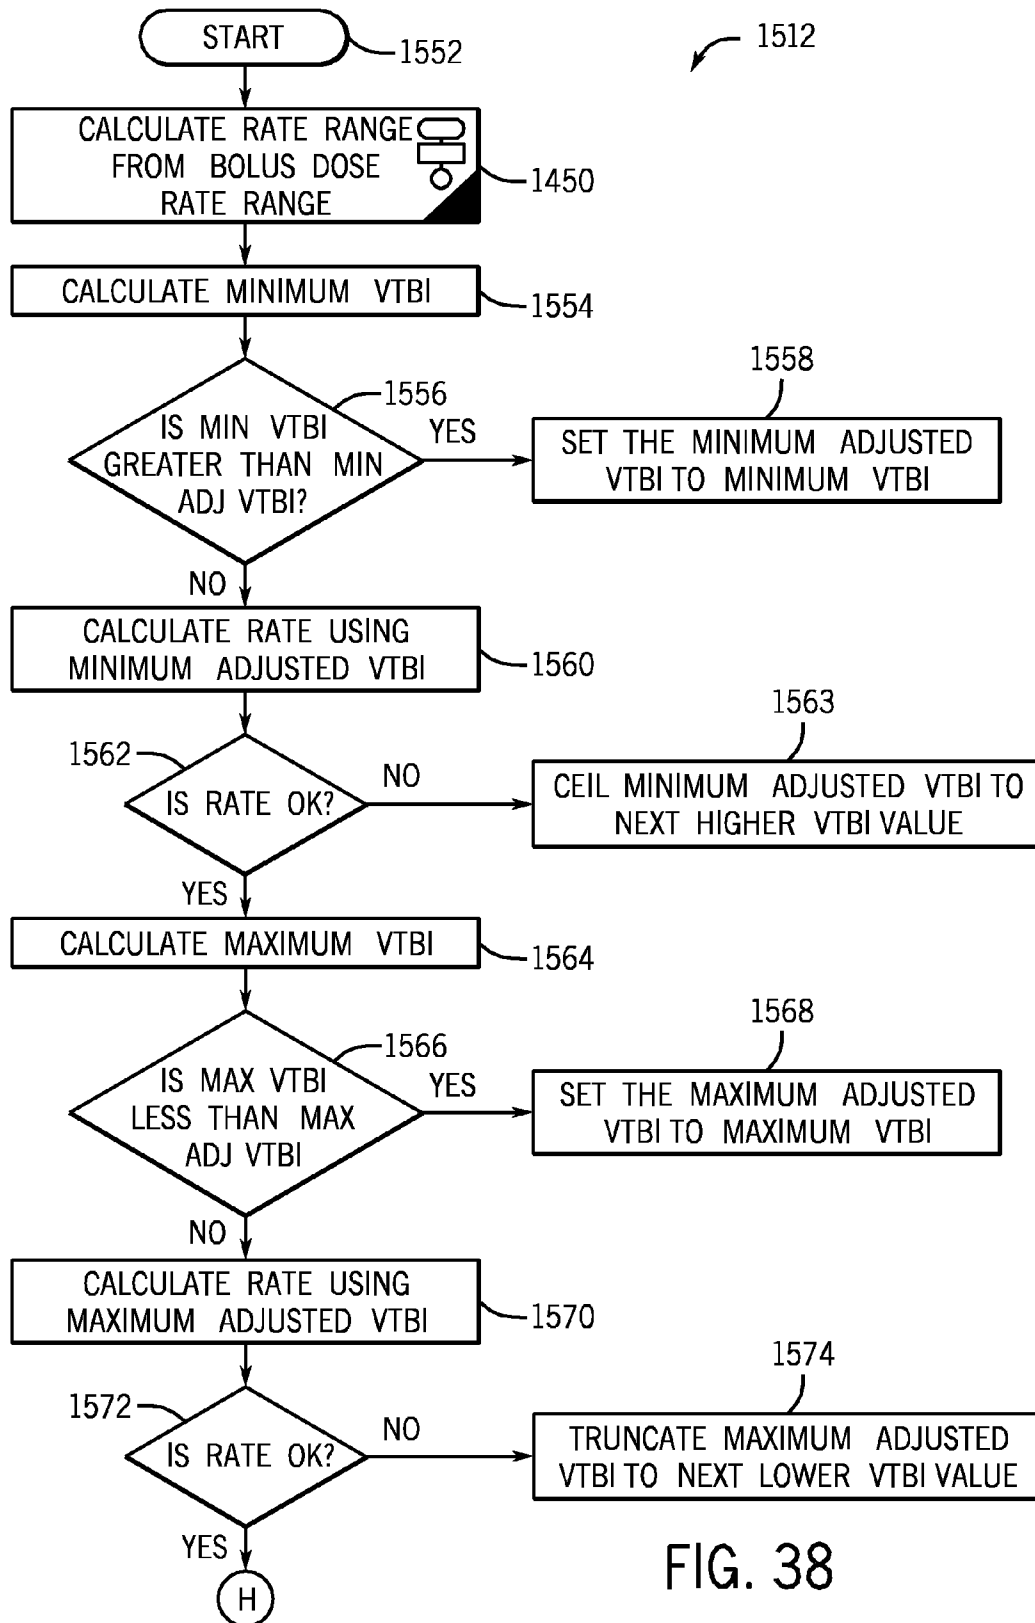 START
1552
1512
CALCULATE RATE RANGE
FROM BOLUS DOSE
RATE RANGE
1450
CALCULATE MINIMUM VTBI
1554
1556
IS MIN VTBI
GREATER THAN MIN
ADJ VTBI?
YES
1558
SET THE MINIMUM ADJUSTED
VTBI TO MINIMUM VTBI
NO
CALCULATE RATE USING
MINIMUM ADJUSTED VTBI
1560
1562
IS RATE OK?
NO
1563
CEIL MINIMUM ADJUSTED VTBI TO
NEXT HIGHER VTBI VALUE
YES
CALCULATE MAXIMUM VTBI
1564
1566
IS MAX VTBI
LESS THAN MAX
ADJ VTBI
YES
1568
SET THE MAXIMUM ADJUSTED
VTBI TO MAXIMUM VTBI
NO
CALCULATE RATE USING
MAXIMUM ADJUSTED VTBI
1570
1572
IS RATE OK?
NO
1574
TRUNCATE MAXIMUM ADJUSTED
VTBI TO NEXT LOWER VTBI VALUE
YES
H
FIG. 38